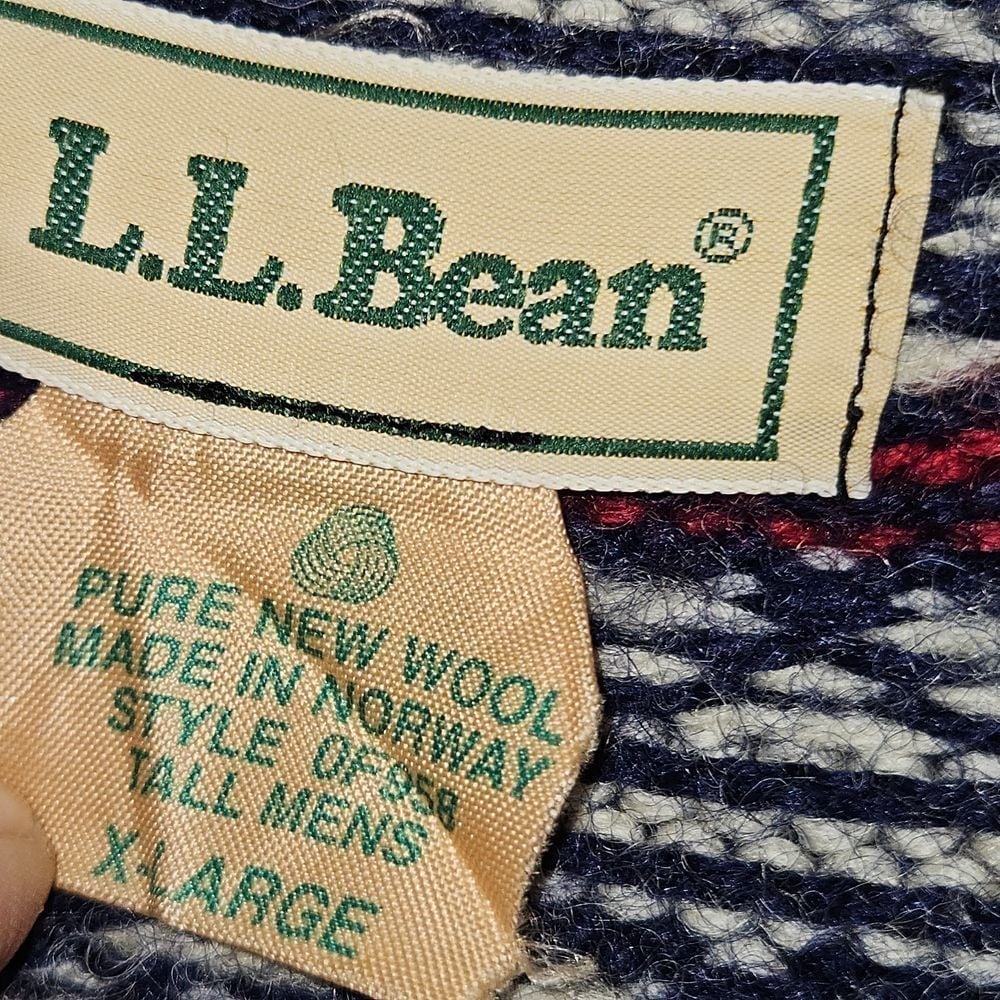 L.L.Bean®
PURE NEW WOOL
MADE IN NORWAY
STYLE 0F958
TALL MENS
X-LARGE